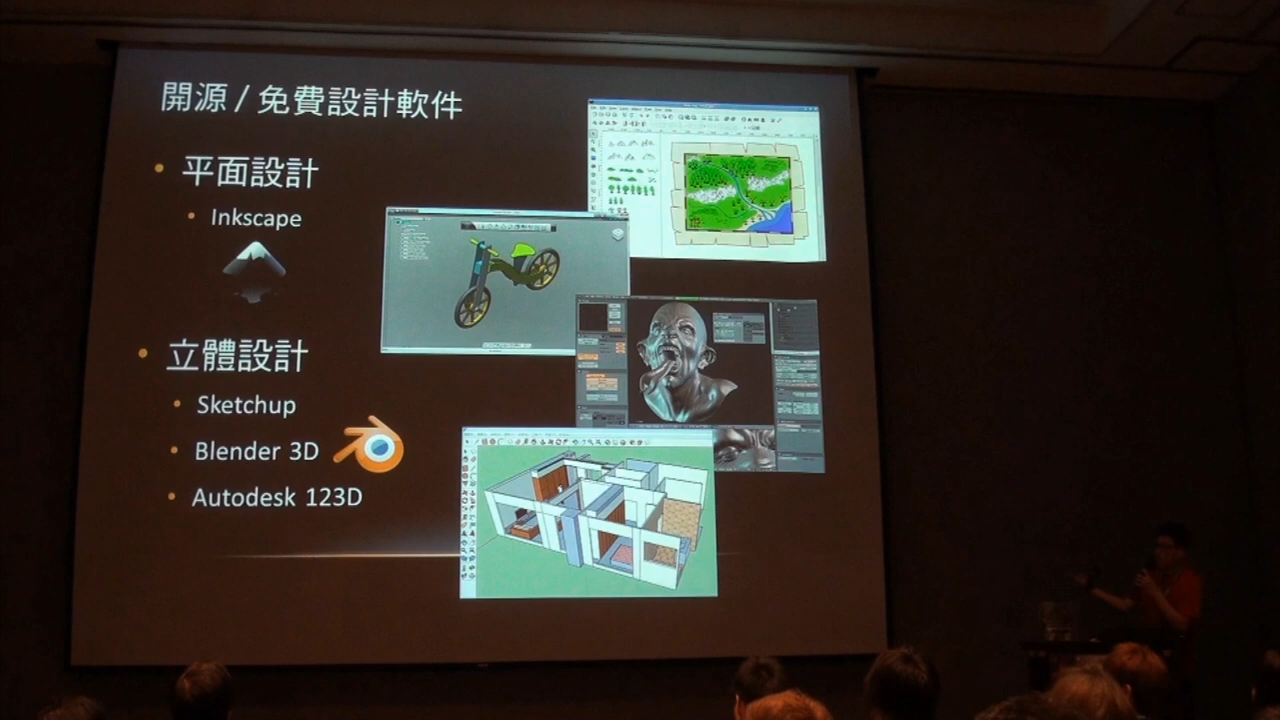 開源 / 免費設計軟件
平面設計
Inkscape
立體設計
Sketchup
Blender 3D
Autodesk 123D